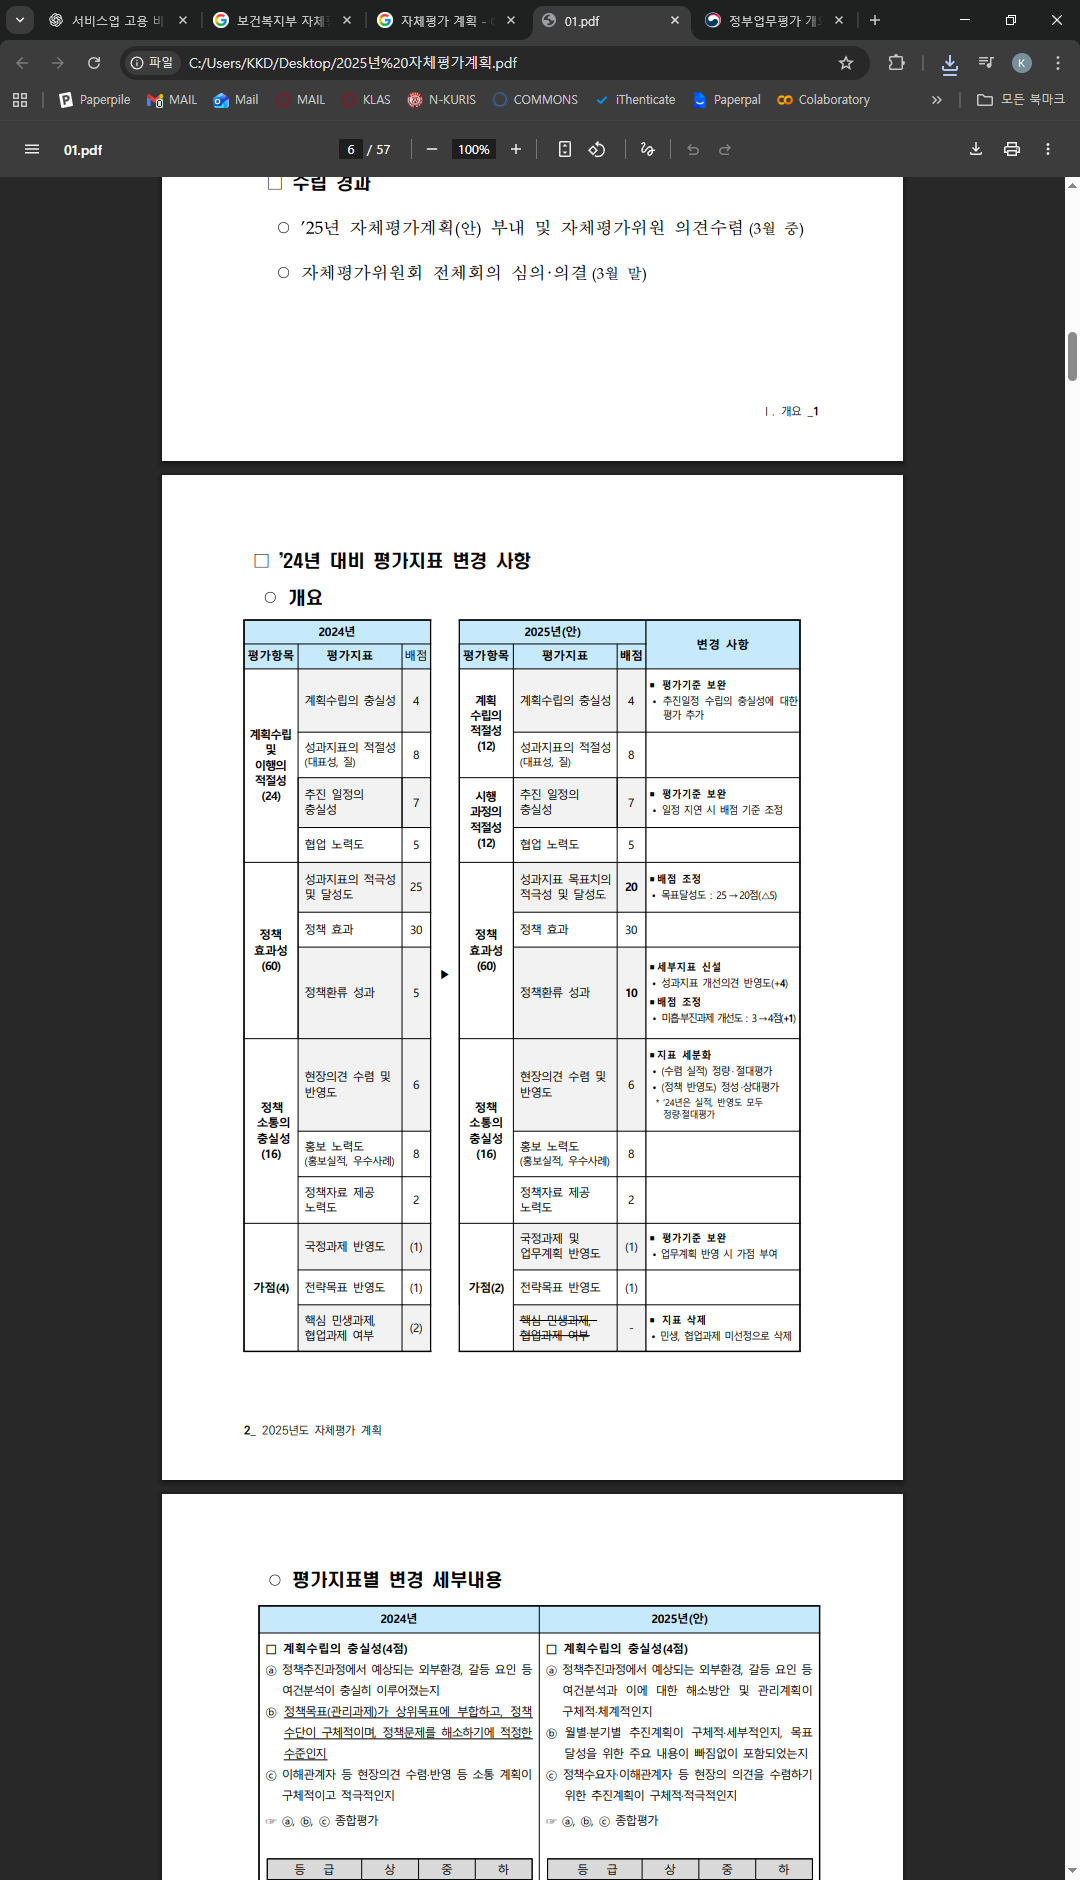 서비스업 고용 비
보건복지부 자체
자체평가 계획 -
01.pdf
정부업무평가 개
파일
C:/Users/KKD/Desktop/2025년%20자체평가계획.pdf
K
Paperpile
MAIL
Mail
MAIL
KLAS
N-KURIS
COMMONS
iThenticate
Paperpal
Colaboratory
모든 북마크
01.pdf
6 / 57
100%
□ 수립 경과
○ ’25년 자체평가계획(안) 부내 및 자체평가위원 의견수렴 (3월 중)
○ 자체평가위원회 전체회의 심의·의결 (3월 말)
Ⅰ. 개요 _1
□ ’24년 대비 평가지표 변경 사항
○ 개요
2024년
2025년(안)
변경 사항
평가항목 평가지표 배점
평가항목 평가지표 배점
계획수립
및
이행의
적절성
(24)
계획수립의 충실성 4
계획
수립의
적절성
(12)
계획수립의 충실성 4
▪ 평가기준 보완
• 추진일정 수립의 충실성에 대한
평가 추가
성과지표의 적절성
(대표성, 질)
8
성과지표의 적절성
(대표성, 질)
8
추진 일정의
충실성
7
시행
과정의
적절성
(12)
추진 일정의
충실성
7
▪ 평가기준 보완
• 일정 지연 시 배점 기준 조정
협업 노력도 5
협업 노력도 5
정책
효과성
(60)
성과지표의 적극성
및 달성도
25
정책
효과성
(60)
성과지표 목표치의
적극성 및 달성도
20
▪배점 조정
• 목표달성도 : 25→20점(△5)
정책 효과 30
정책 효과 30
정책환류 성과 5
▶
정책환류 성과 10
▪세부지표 신설
• 성과지표 개선의견 반영도(+4)
▪배점 조정
• 미흡·부진과제 개선도 : 3→4점(+1)
정책
소통의
충실성
(16)
현장의견 수렴 및
반영도
6
정책
소통의
충실성
(16)
현장의견 수렴 및
반영도
6
▪지표 세분화
• (수렴 실적) 정량·절대평가
• (정책 반영도) 정성·상대평가
* ’24년은 실적, 반영도 모두
정량·절대평가
홍보 노력도
(홍보실적, 우수사례)
8
홍보 노력도
(홍보실적, 우수사례)
8
정책자료 제공
노력도
2
정책자료 제공
노력도
2
가점(4)
국정과제 반영도 (1)
가점(2)
국정과제 및
업무계획 반영도
(1)
▪ 평가기준 보완
• 업무계획 반영 시 가점 부여
전략목표 반영도 (1)
전략목표 반영도 (1)
핵심 민생과제,
협업과제 여부
(2)
핵심 민생과제,
협업과제 여부
-
▪ 지표 삭제
• 민생, 협업과제 미선정으로 삭제
2_ 2025년도 자체평가 계획
○ 평가지표별 변경 세부내용
2024년
2025년(안)
□ 계획수립의 충실성(4점)
ⓐ 정책추진과정에서 예상되는 외부환경, 갈등 요인 등
여건분석이 충실히 이루어졌는지
ⓑ 정책목표(관리과제)가 상위목표에 부합하고, 정책
수단이 구체적이며, 정책문제를 해소하기에 적정한
수준인지
ⓒ 이해관계자 등 현장의견 수렴·반영 등 소통 계획이
구체적이고 적극적인지
☞ ⓐ, ⓑ, ⓒ 종합평가
등 급 상 중 하
□ 계획수립의 충실성(4점)
ⓐ 정책추진과정에서 예상되는 외부환경, 갈등 요인 등
여건분석과 이에 대한 해소방안 및 관리계획이
구체적·체계적인지
ⓑ 월별·분기별 추진계획이 구체적·세부적인지, 목표
달성을 위한 주요 내용이 빠짐없이 포함되었는지
ⓒ 정책수요자·이해관계자 등 현장의 의견을 수렴하기
위한 추진계획이 구체적·적극적인지
☞ ⓐ, ⓑ, ⓒ 종합평가
등 급 상 중 하